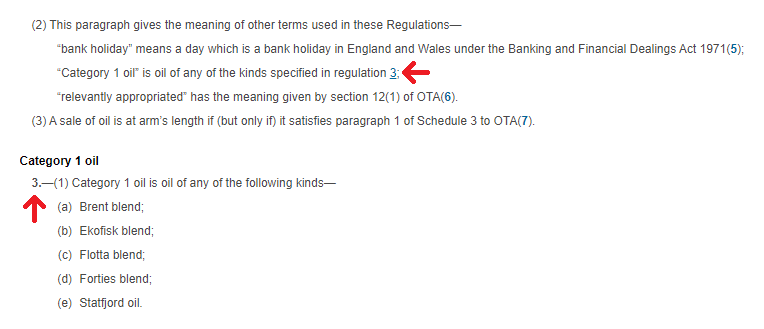 (2) This paragraph gives the meaning of other terms used in these Regulations—
“bank holiday” means a day which is a bank holiday in England and Wales under the Banking and Financial Dealings Act 1971(5);
“Category 1 oil” is oil of any of the kinds specified in regulation 3;
“relevantly appropriated” has the meaning given by section 12(1) of OTA(6).
(3) A sale of oil is at arm’s length if (but only if) it satisfies paragraph 1 of Schedule 3 to OTA(7).
Category 1 oil
3.—(1) Category 1 oil is oil of any of the following kinds—
(a) Brent blend;
(b) Ekofisk blend;
(c) Flotta blend;
(d) Forties blend;
(e) Statfjord oil.